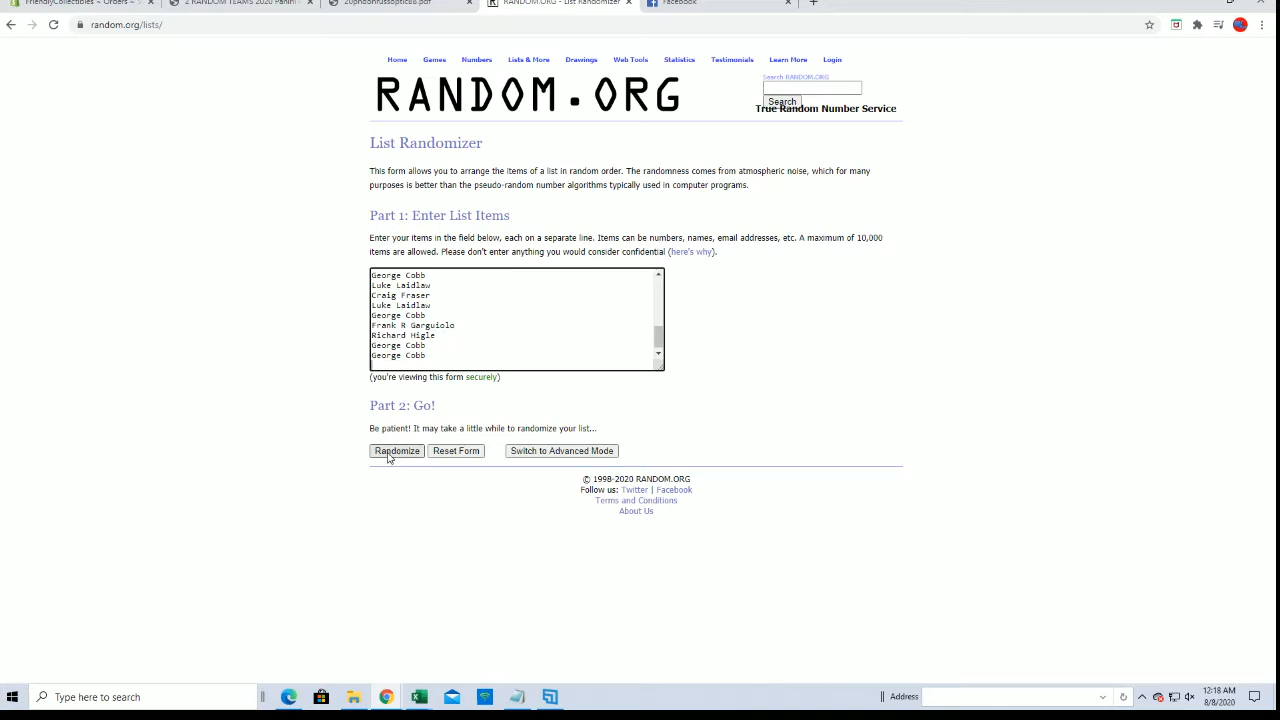 FriendlyCollectibles ~ Orders ~ S
2 RANDOM TEAMS 2020 Panini
20phdonrussoptic88.pdf
RANDOM.ORG - List Randomizer
Facebook
random.org/lists/
Home Games Numbers Lists & More Drawings Web Tools Statistics Testimonials Learn More Login
RANDOM.ORG
Search RANDOM.ORG
Search
True Random Number Service
List Randomizer
This form allows you to arrange the items of a list in random order. The randomness comes from atmospheric noise, which for many
purposes is better than the pseudo-random number algorithms typically used in computer programs.
Part 1: Enter List Items
Enter your items in the field below, each on a separate line. Items can be numbers, names, email addresses, etc. A maximum of 10,000
items are allowed. Please don't enter anything you would consider confidential (here's why).
George Cobb
Luke Laidlaw
Craig Fraser
Luke Laidlaw
George Cobb
Frank R Garguiolo
Richard Higle
George Cobb
George Cobb
(you're viewing this form securely)
Part 2: Go!
Be patient! It may take a little while to randomize your list...
Randomize Reset Form Switch to Advanced Mode
© 1998-2020 RANDOM.ORG
Follow us: Twitter | Facebook
Terms and Conditions
About Us
Type here to search
Address
12:18 AM
8/8/2020